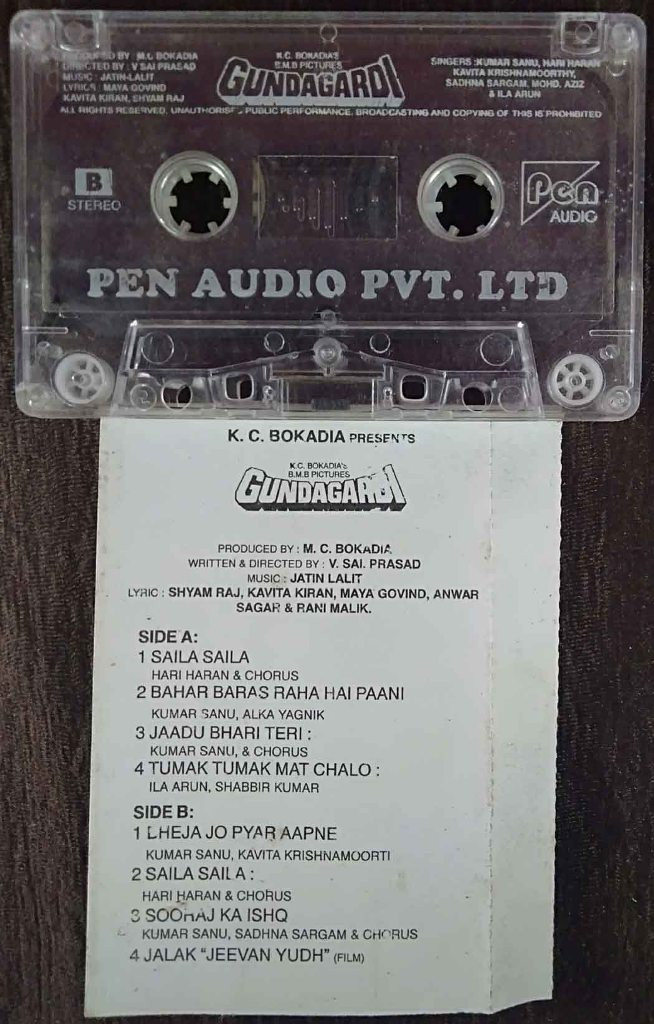 PRODUCED BY : M.C BOKADIA
DIRECTED BY : V SAI PRASAD
MUSIC : JATIN-LALIT
LYRICS : MAYA GOVIND
KAVITA KIRAN, SHYAM RAJ
K.C. BOKADIA'S
B.M.B PICTURES
GUNDAGARDI
SINGERS : KUMAR SANU, HARI HARAN
KAVITA KRISHNAMOORTHY,
SADHNA SARGAM, MOHD. AZIZ
& ILA ARUN
ALL RIGHTS RESERVED, UNAUTHORISED PUBLIC PERFORMANCE, BROADCASTING AND COPYING OF THIS IS PROHIBITED
B
STEREO
Pen
AUDIO
PEN AUDIO PVT. LTD
K. C. BOKADIA PRESENTS
K.C. BOKADIA's
B.M.B PICTURES
GUNDAGARDI
PRODUCED BY : M. C. BOKADIA
WRITTEN & DIRECTED BY : V. SAI. PRASAD
MUSIC : JATIN LALIT
LYRIC : SHYAM RAJ, KAVITA KIRAN, MAYA GOVIND, ANWAR
SAGAR & RANI MALIK.
SIDE A:
1 SAILA SAILA
HARI HARAN & CHORUS
2 BAHAR BARAS RAHA HAI PAANI
KUMAR SANU, ALKA YAGNIK
3 JAADU BHARI TERI :
KUMAR SANU, & CHORUS
4 TUMAK TUMAK MAT CHALO :
ILA ARUN, SHABBIR KUMAR
SIDE B:
1 BHEJA JO PYAR AAPNE
KUMAR SANU, KAVITA KRISHNAMOORTI
2 SAILA SAILA :
HARI HARAN & CHORUS
3 SOORAJ KA ISHQ
KUMAR SANU, SADHNA SARGAM & CHORUS
4 JALAK "JEEVAN YUDH" (FILM)